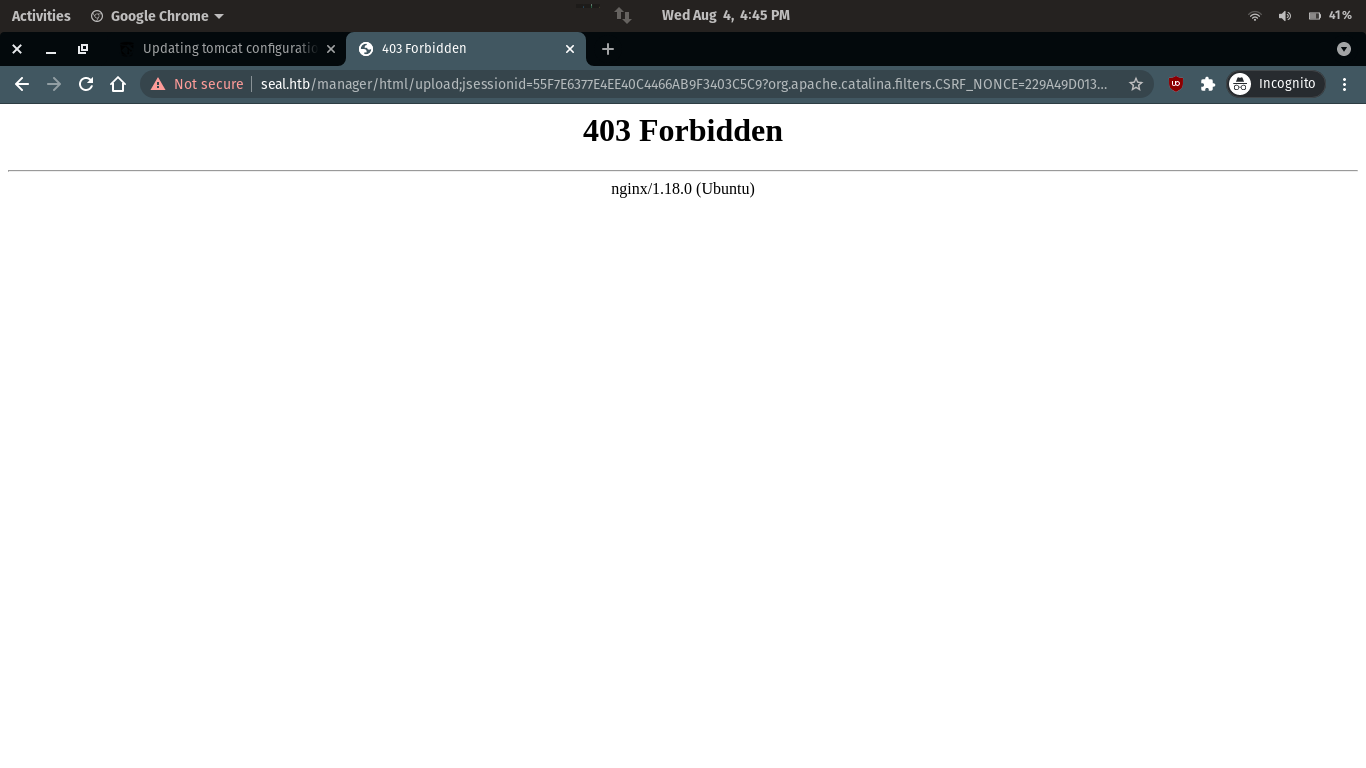 Activities Google Chrome Wed Aug 4, 4:45 PM 41%
Updating tomcat configuratio 403 Forbidden
Not secure seal.htb/manager/html/upload;jsessionid=55F7E6377E4EE40C4466AB9F3403C5C9?org.apache.catalina.filters.CSRF_NONCE=229A49D013... Incognito
403 Forbidden
nginx/1.18.0 (Ubuntu)